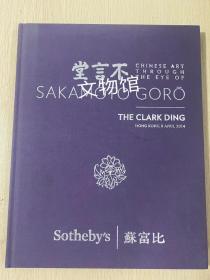 堂言不
CHINESE ART
THROUGH
THE EYE OF
SAKAMOTO GORŌ
文物馆
THE CLARK DING
HONG KONG, 8 APRIL 2014
Sotheby's | 蘇富比